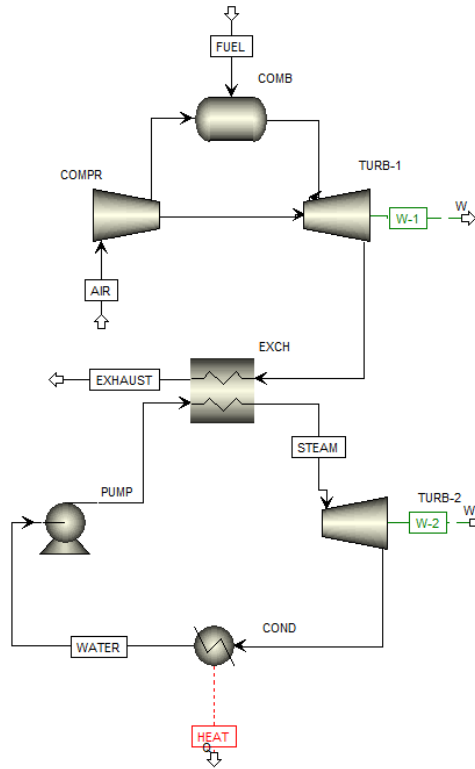 FUEL
COMB
COMPR
TURB-1
W
W-1
AIR
EXCH
EXHAUST
STEAM
PUMP
TURB-2
W
W-2
COND
WATER
HEAT
Q